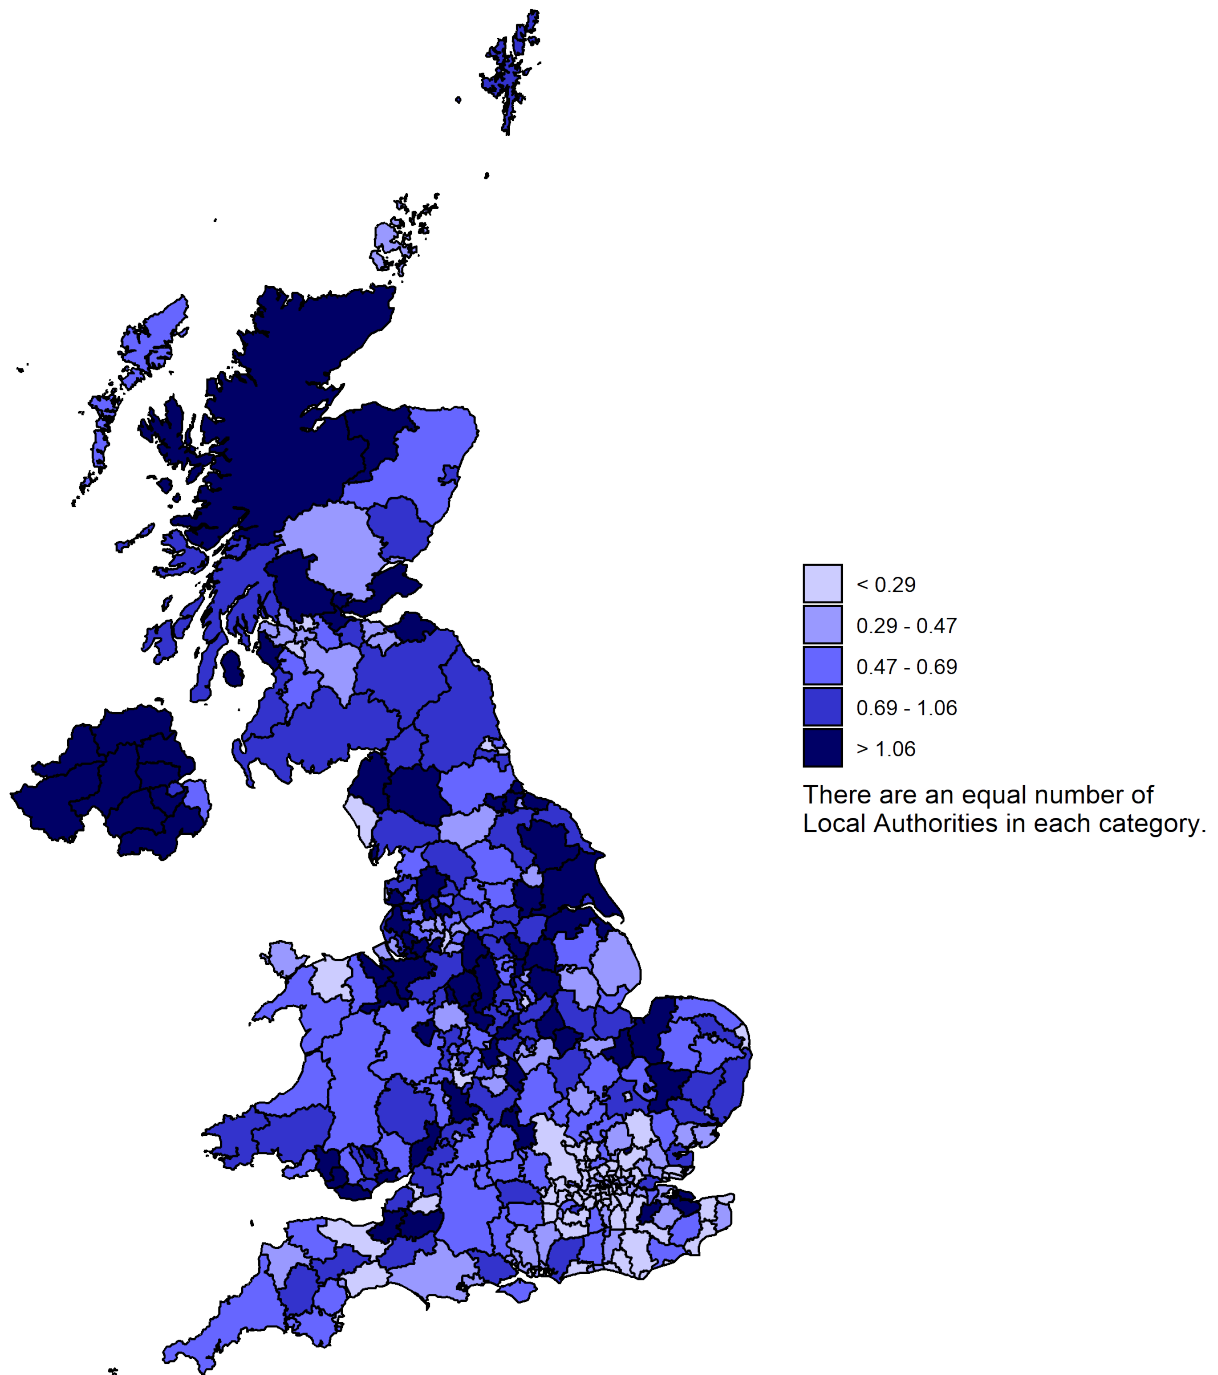 < 0.29
0.29 - 0.47
0.47 - 0.69
0.69 - 1.06
> 1.06
There are an equal number of
Local Authorities in each category.